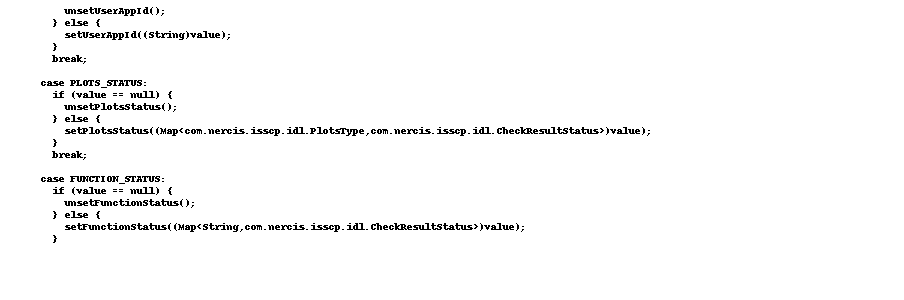 unsetUserAppId();
} else {
setUserAppId((String)value);
}
break;
case PLOTS_STATUS:
if (value == null) {
unsetPlotsStatus();
} else {
setPlotsStatus((Map<com.nercis.isscp.idl.PlotsType,com.nercis.isscp.idl.CheckResultStatus>)value);
}
break;
case FUNCTION_STATUS:
if (value == null) {
unsetFunctionStatus();
} else {
setFunctionStatus((Map<String,com.nercis.isscp.idl.CheckResultStatus>)value);
}